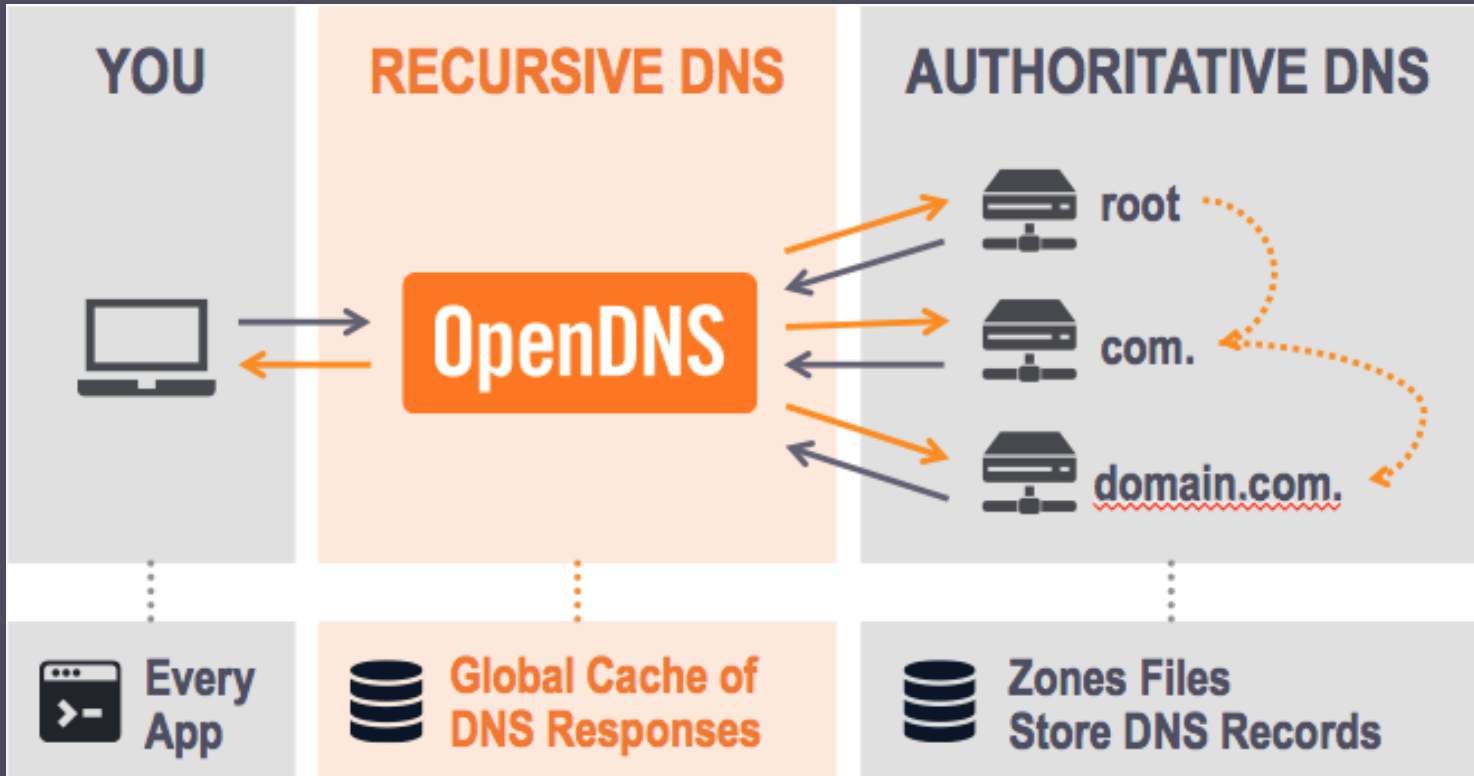 YOU
RECURSIVE DNS
AUTHORITATIVE DNS
OpenDNS
root
com.
domain.com.
Every
App
Global Cache of
DNS Responses
Zones Files
Store DNS Records